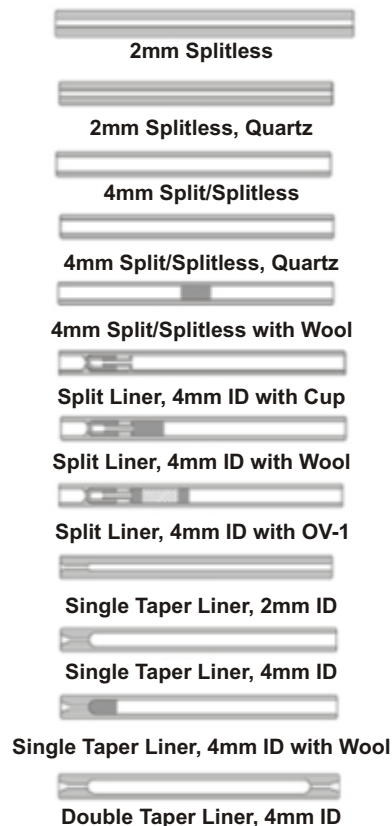 2mm Splitless
2mm Splitless, Quartz
4mm Split/Splitless
4mm Split/Splitless, Quartz
4mm Split/Splitless with Wool
Split Liner, 4mm ID with Cup
Split Liner, 4mm ID with Wool
Split Liner, 4mm ID with OV-1
Single Taper Liner, 2mm ID
Single Taper Liner, 4mm ID
Single Taper Liner, 4mm ID with Wool
Double Taper Liner, 4mm ID